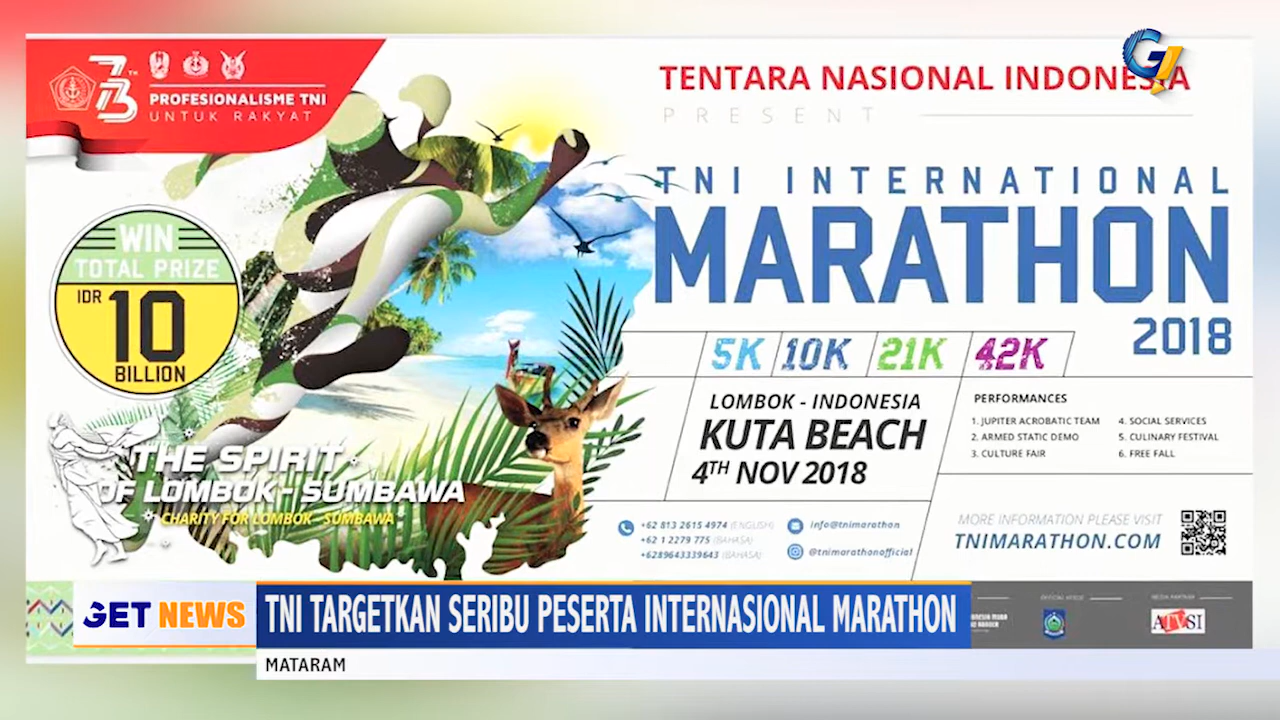 73 TH
PROFESIONALISME TNI
UNTUK RAKYAT
G1
TENTARA NASIONAL INDONESIA
PRESENT
TNI INTERNATIONAL
MARATHON
2018
WIN
TOTAL PRIZE
IDR 10
BILLION
5K 10K 21K 42K
LOMBOK - INDONESIA
KUTA BEACH
4TH NOV 2018
PERFORMANCES
1. JUPITER ACROBATIC TEAM
2. ARMED STATIC DEMO
3. CULTURE FAIR
4. SOCIAL SERVICES
5. CULINARY FESTIVAL
6. FREE FALL
THE SPIRIT
OF LOMBOK - SUMBAWA
CHARITY FOR LOMBOK - SUMBAWA
+62 813 2615 4974 (ENGLISH)
+62 1 2279 775 (BAHASA)
+6289643339643 (BAHASA)
info@tnimarathon
@tnimarathonofficial
MORE INFORMATION PLEASE VISIT
TNIMARATHON.COM
MEDIA PARTNER
ATVSI
GET NEWS
TNI TARGETKAN SERIBU PESERTA INTERNASIONAL MARATHON
MATARAM